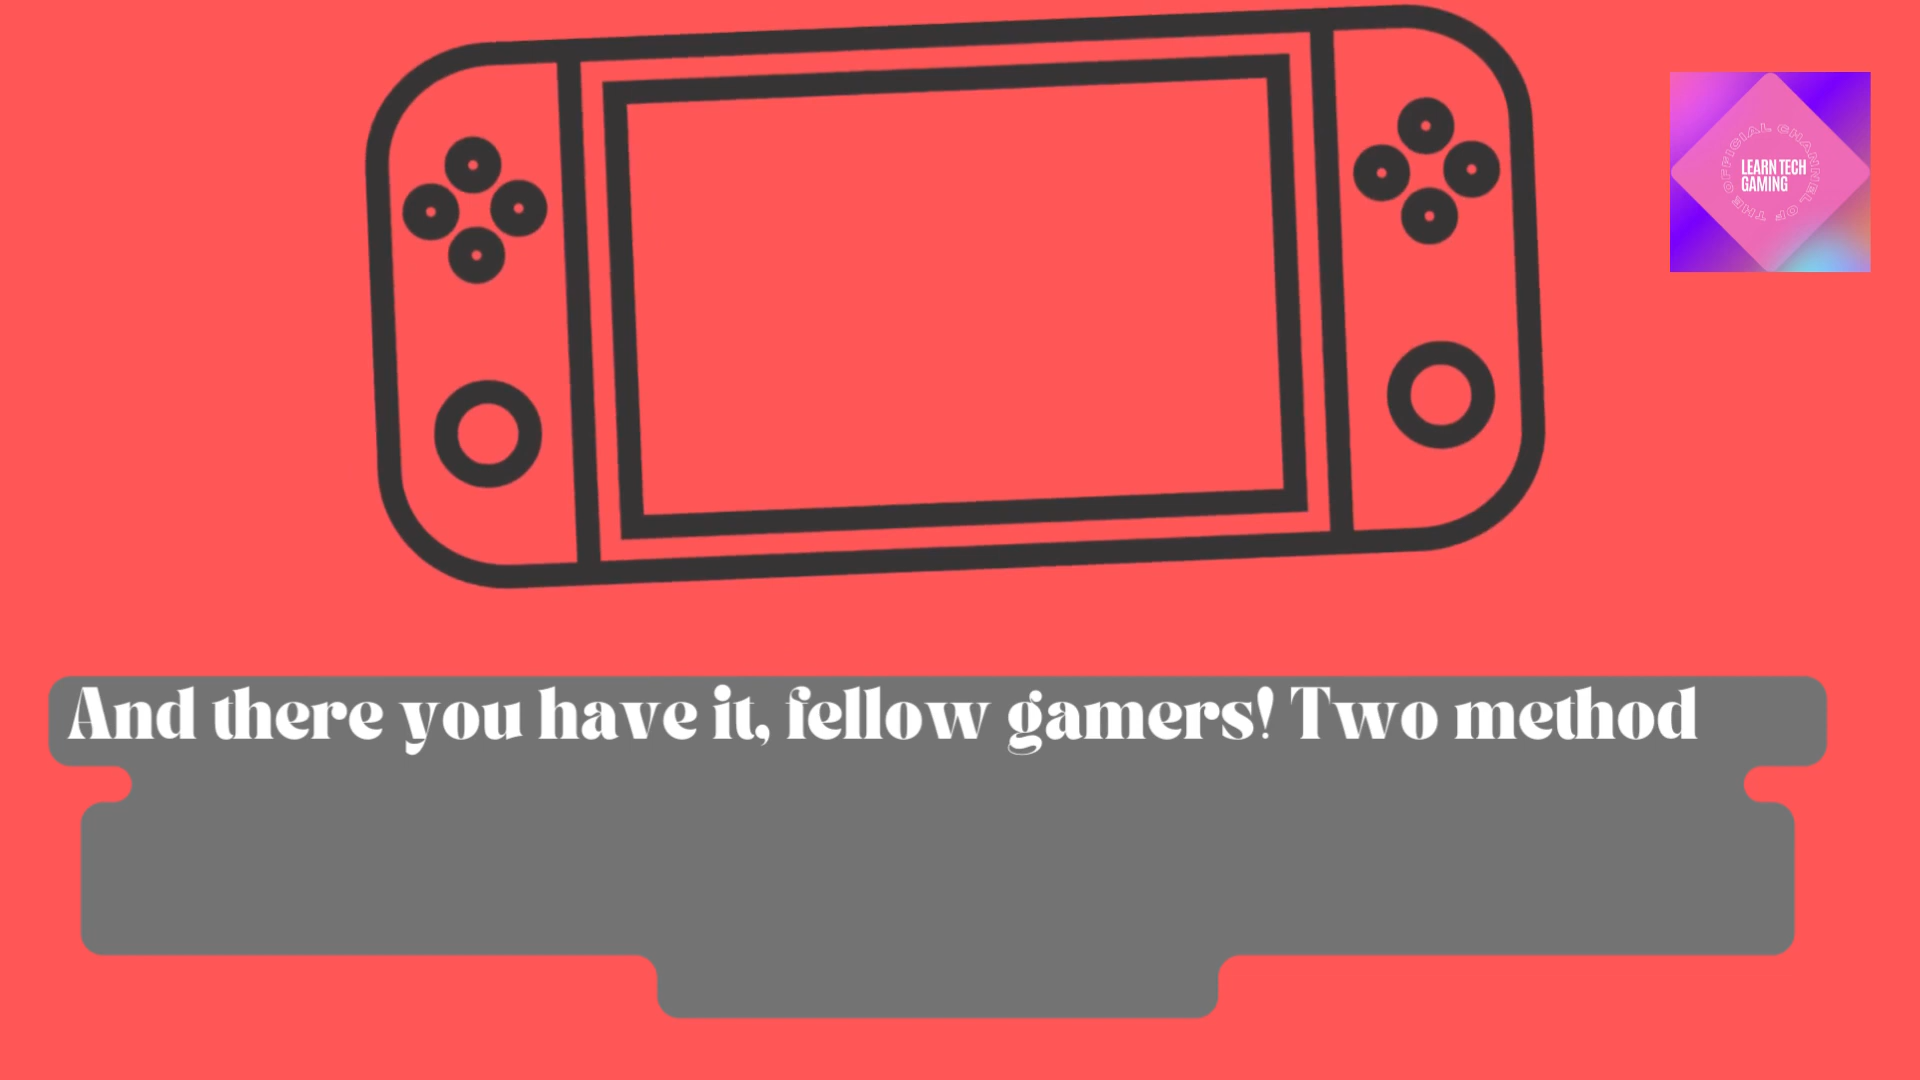 LEARN TECH
GAMING
OFFICIAL CHANNEL OF THE
And there you have it, fellow gamers! Two method